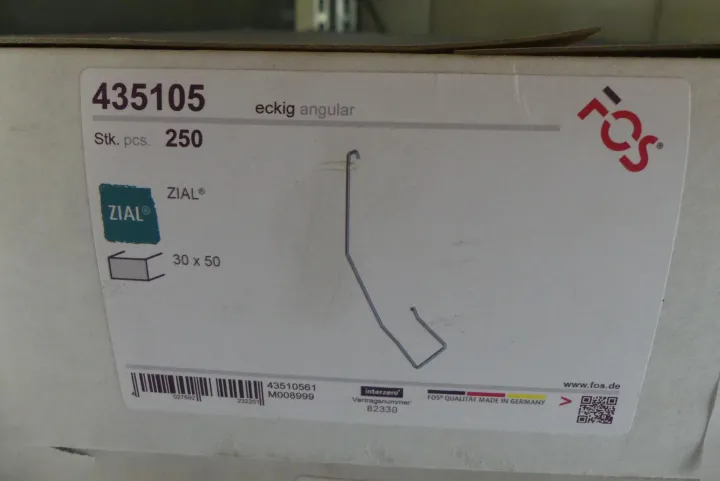 435105
eckig angular
FOS®
Stk. pcs. 250
ZIAL®
ZIAL®
30 x 50
43510561
M008999
interzero®
Vertragsnummer
82330
FOS® QUALITÄT MADE IN GERMANY
>
www.fos.de